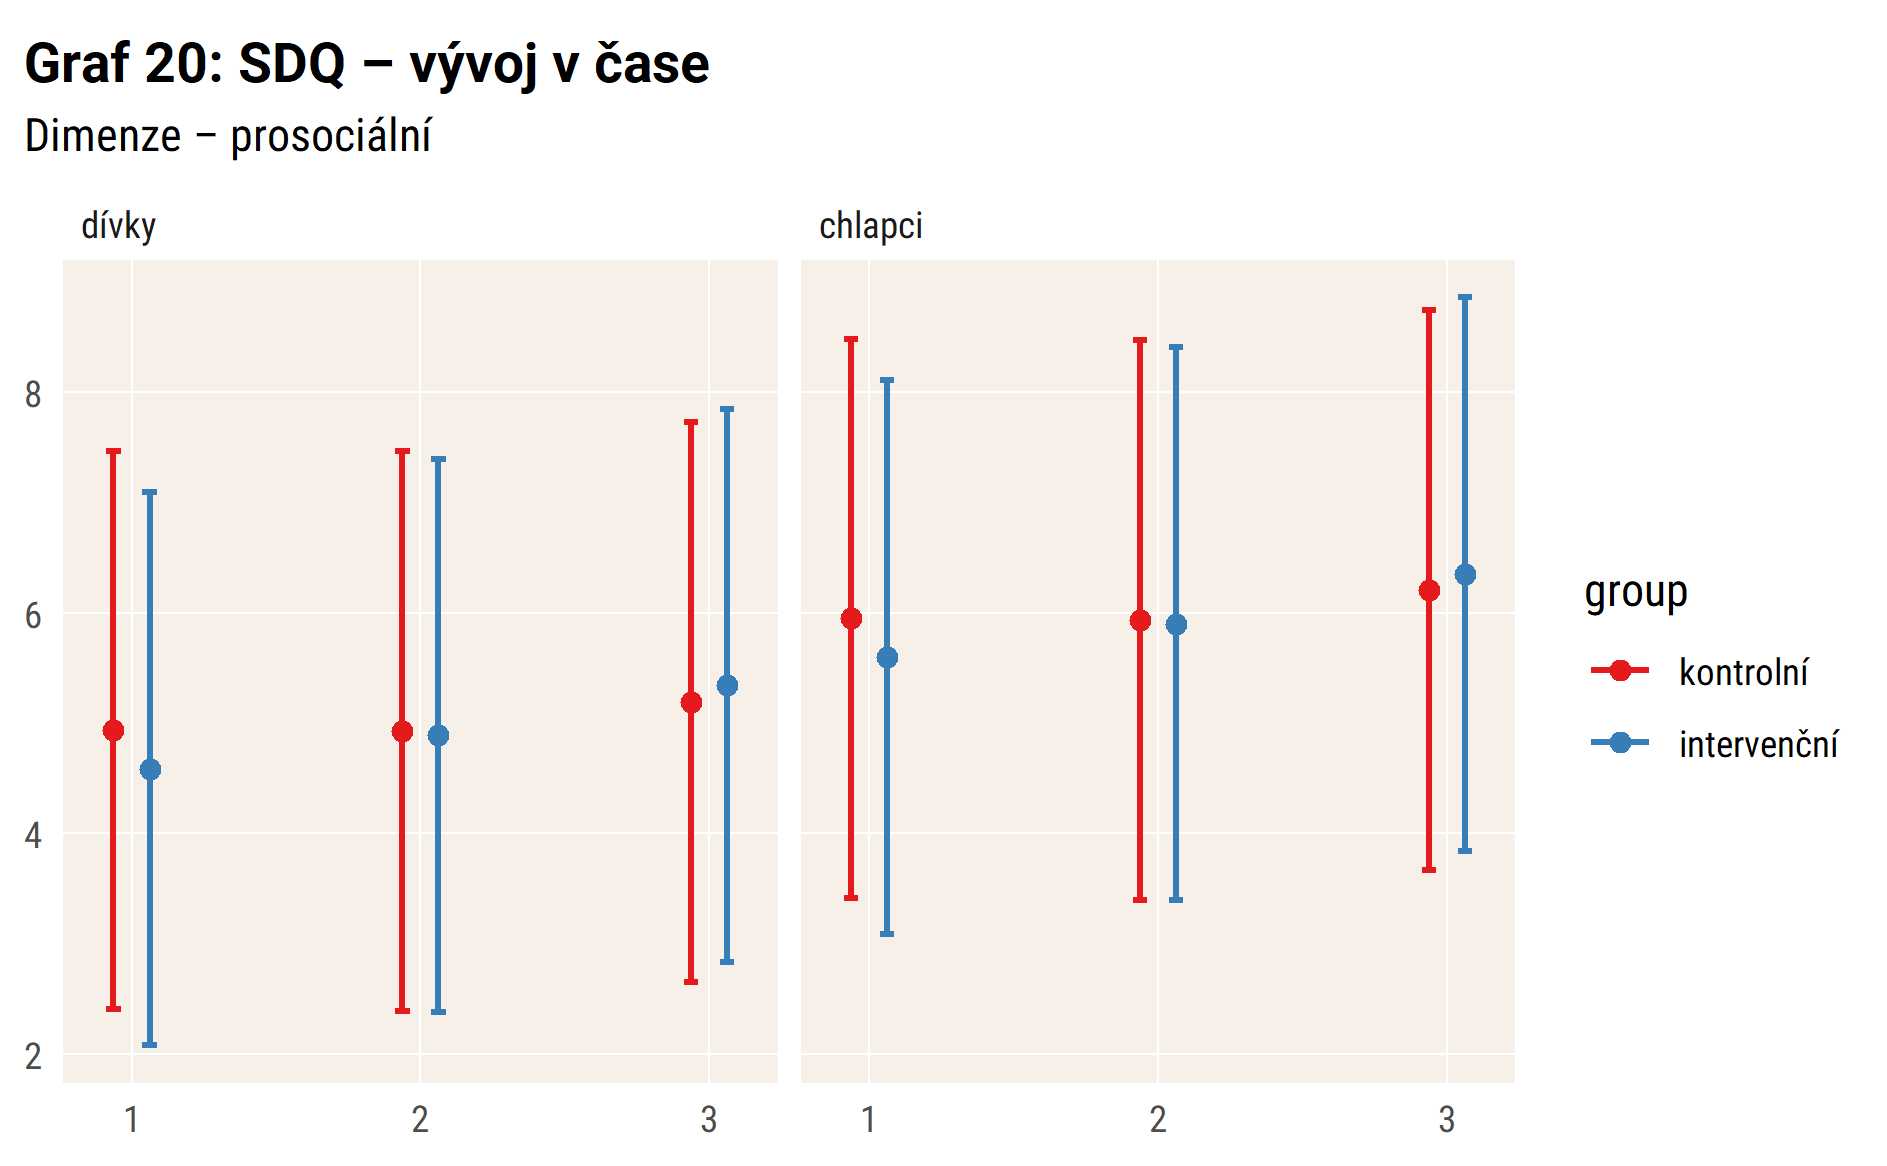 Graf 20: SDQ – vývoj v čase
Dimenze – prosociální
dívky
chlapci
8
6
4
2
1
2
3
1
2
3
group
kontrolní
intervenční